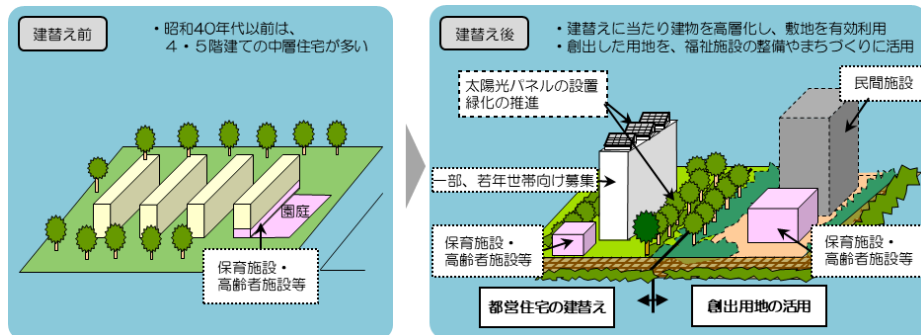 建替え前
・昭和40年代以前は、
４・５階建ての中層住宅が多い
園庭
保育施設・
高齢者施設等
建替え後
・建替えに当たり建物を高層化し、敷地を有効利用
・創出した用地を、福祉施設の整備やまちづくりに活用
太陽光パネルの設置
緑化の推進
民間施設
一部、若年世帯向け募集
保育施設・
高齢者施設等
保育施設・
高齢者施設等
都営住宅の建替え
創出用地の活用